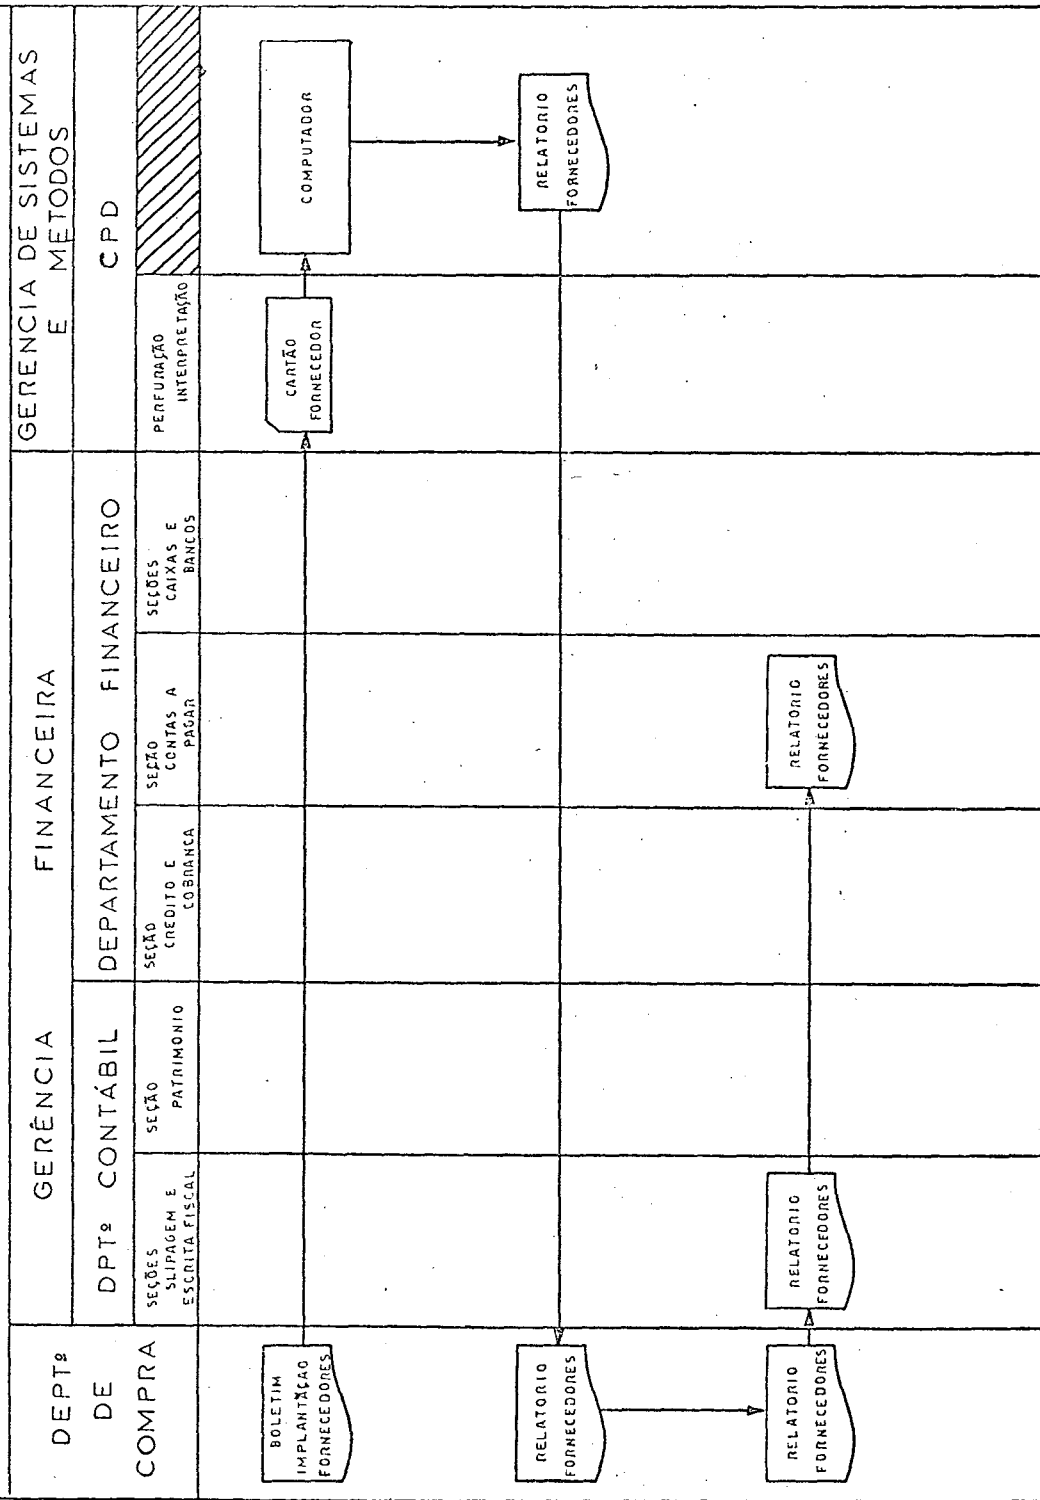 DEPTº
DE
COMPRA
GERÊNCIA FINANCEIRA
GERENCIA DE SISTEMAS
E METODOS
DPTº CONTÁBIL
DEPARTAMENTO FINANCEIRO
CPD
SEÇÕES
SLIPAGEM E
ESCRITA FISCAL
SEÇÃO
PATRIMONIO
SEÇÃO
CREDITO E
COBRANCA
SEÇÃO
CONTAS A
PAGAR
SEÇÕES
CAIXAS E
BANCOS
PERFURAÇÃO
INTERPRETAÇÃO
BOLETIM
IMPLANTAÇÃO
FORNECEDORES
CARTÃO
FORNECEDOR
COMPUTADOR
RELATORIO
FORNECEDORES
RELATORIO
FORNECEDORES
RELATORIO
FORNECEDORES
RELATORIO
FORNECEDORES
RELATORIO
FORNECEDORES